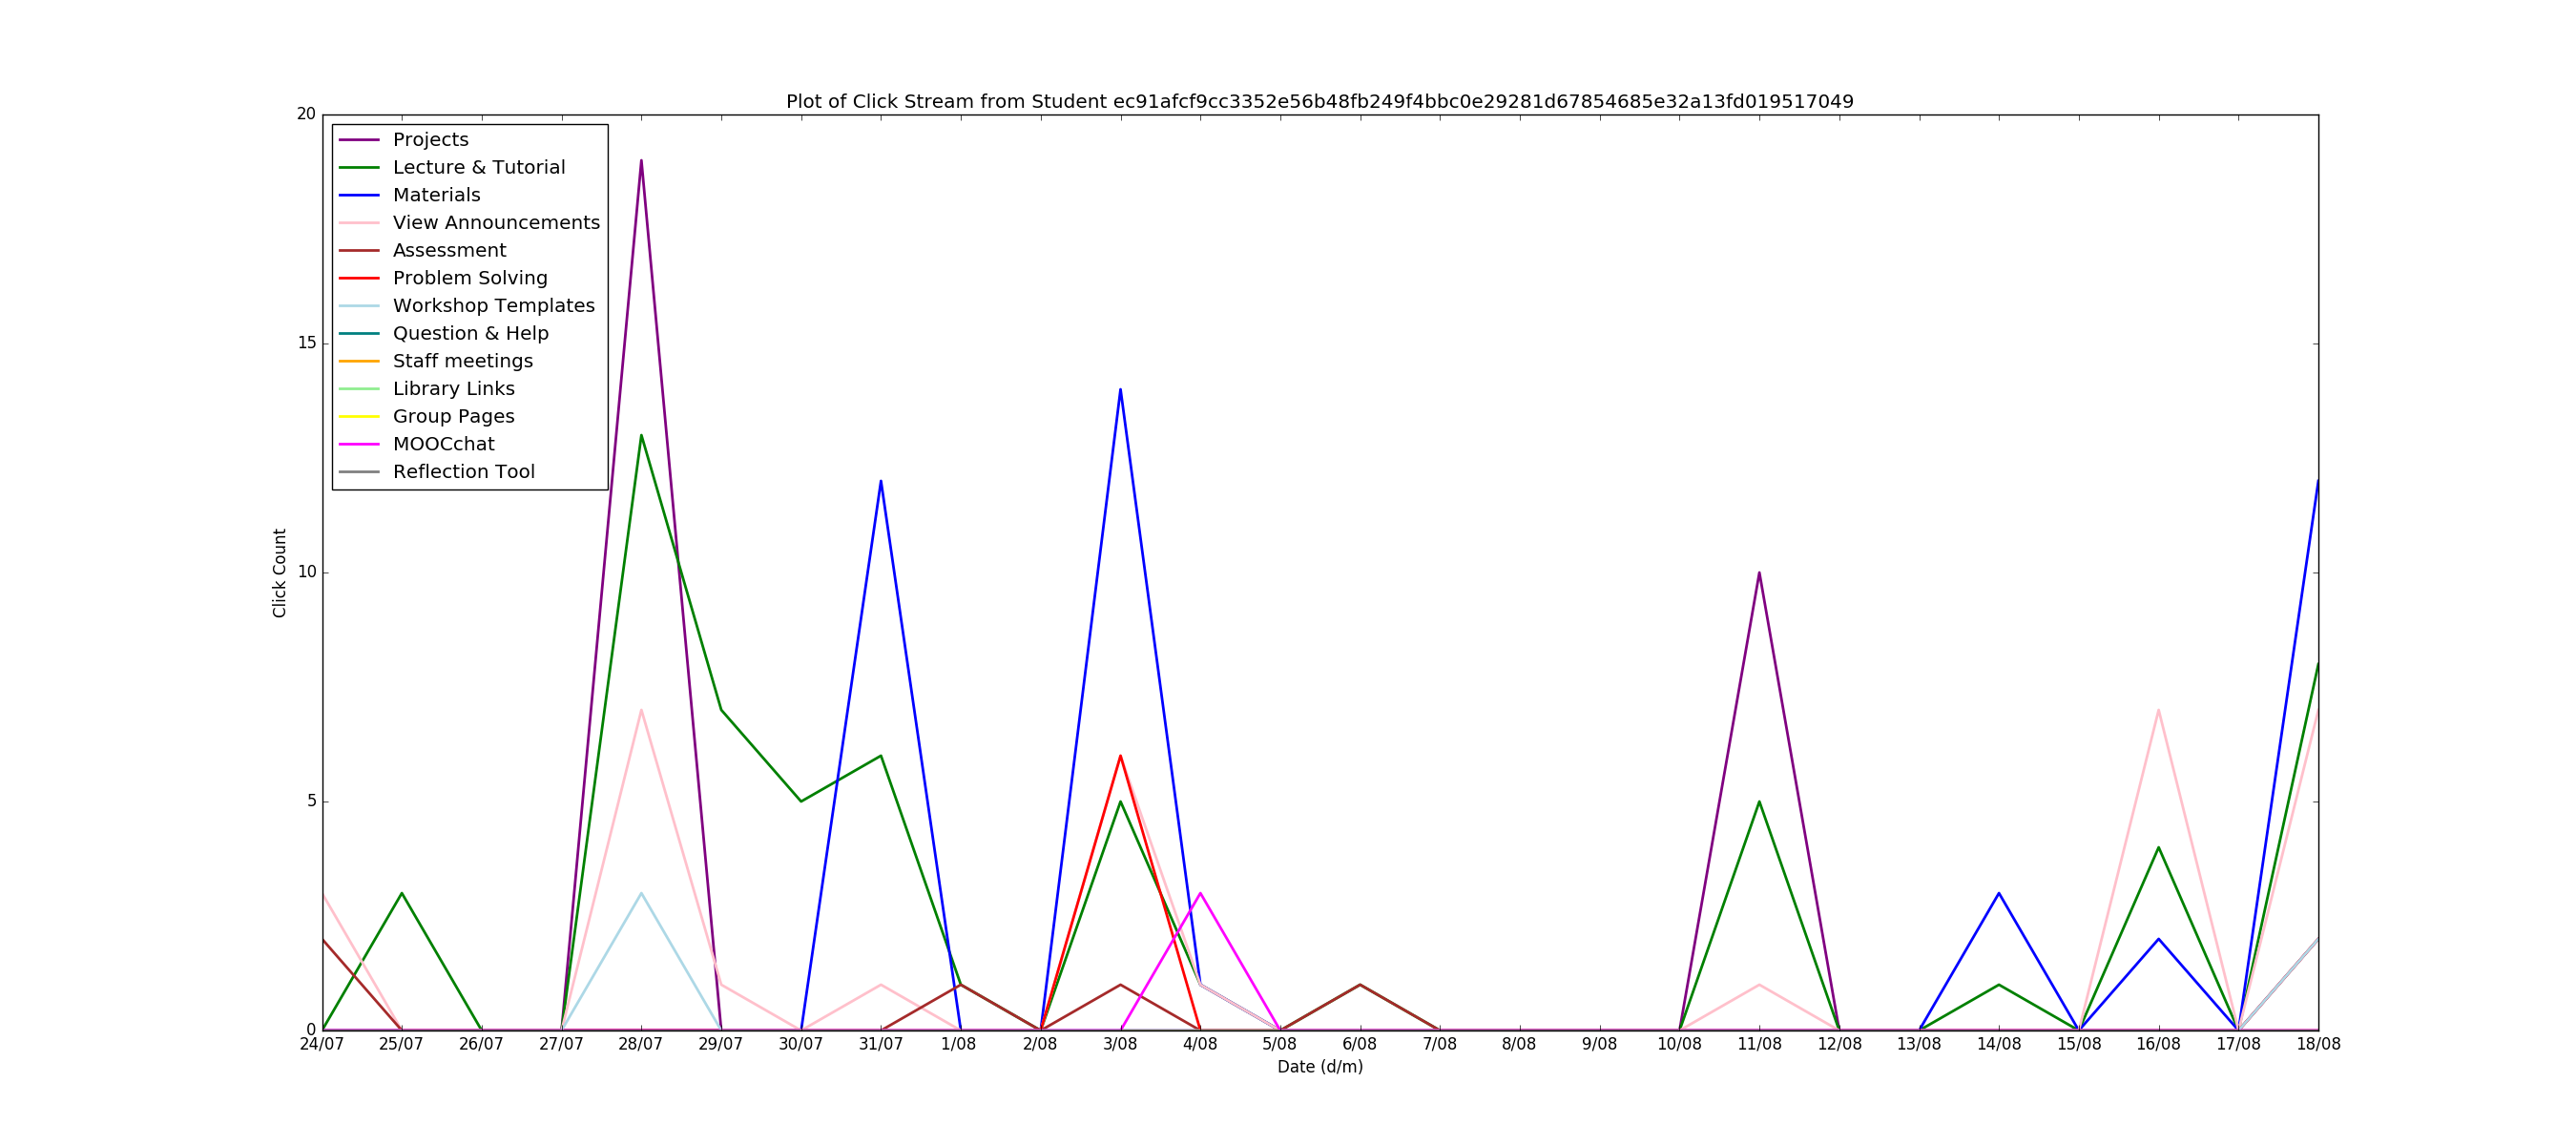 Plot of Click Stream from Student ec91afcf9cc3352e56b48fb249f4bbc0e29281d67854685e32a13fd019517049
20
15
10
5
0
Click Count
Projects
Lecture & Tutorial
Materials
View Announcements
Assessment
Problem Solving
Workshop Templates
Question & Help
Staff meetings
Library Links
Group Pages
MOOCchat
Reflection Tool
24/07 25/07 26/07 27/07 28/07 29/07 30/07 31/07 1/08 2/08 3/08 4/08 5/08 6/08 7/08 8/08 9/08 10/08 11/08 12/08 13/08 14/08 15/08 16/08 17/08 18/08
Date (d/m)